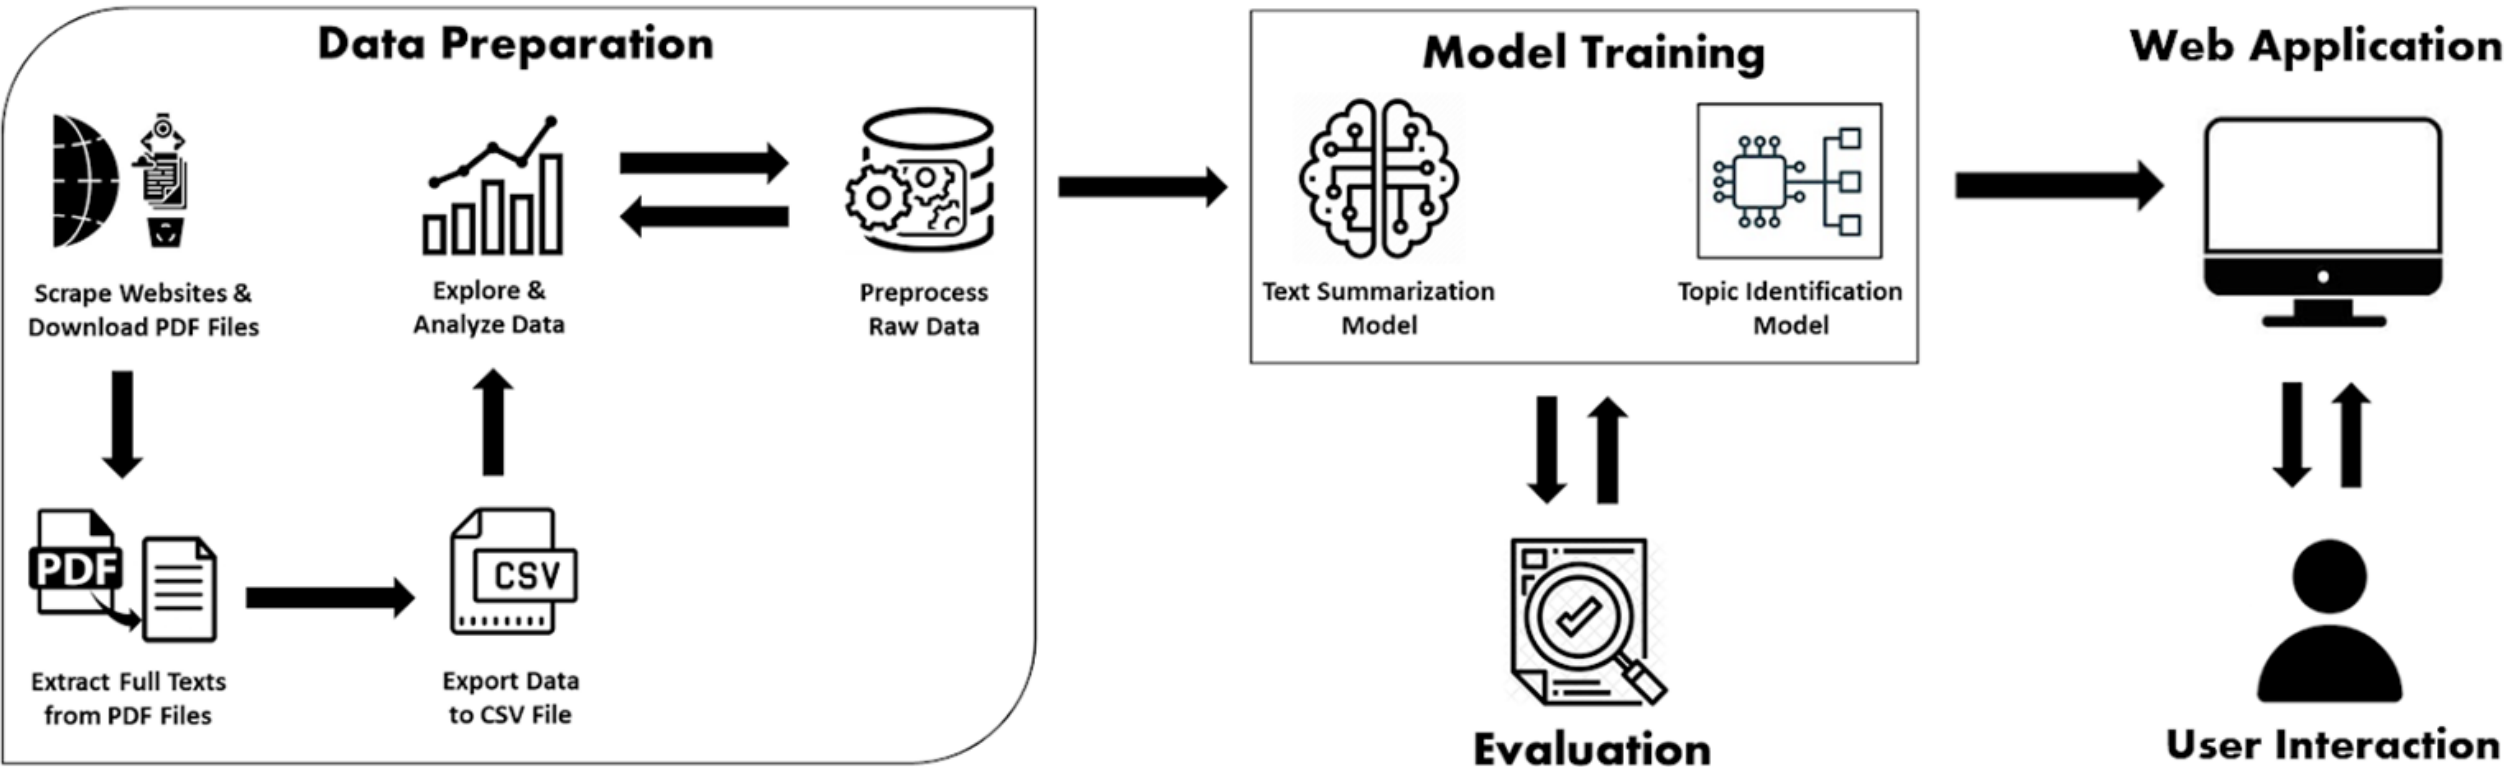 Data Preparation
Scrape Websites &
Download PDF Files
Explore &
Analyze Data
Preprocess
Raw Data
PDF
Extract Full Texts
from PDF Files
CSV
Export Data
to CSV File
Model Training
Text Summarization
Model
Topic Identification
Model
Evaluation
Web Application
User Interaction